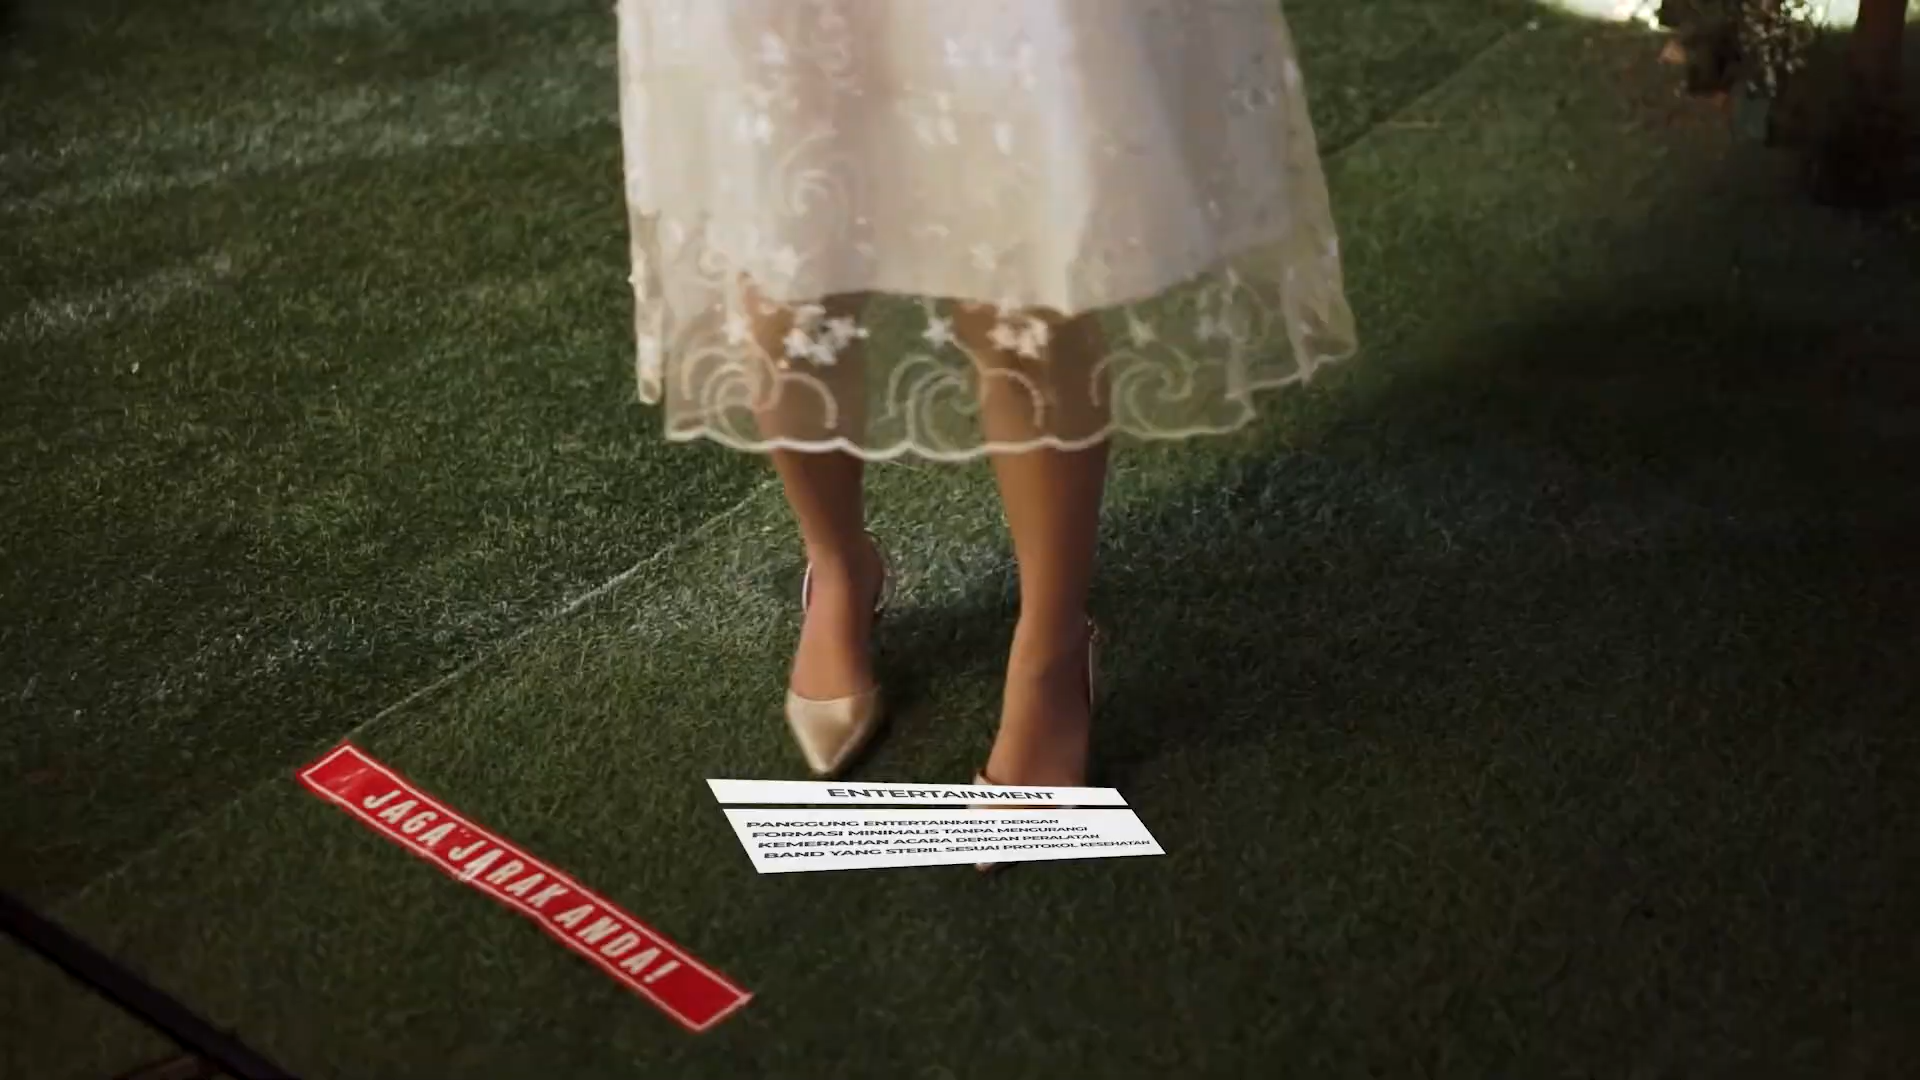 JAGA JARAK ANDA!
ENTERTAINMENT
PANGGUNG ENTERTAINMENT DENGAN
FORMASI MINIMALIS TANPA MENGURANGI
KEMERIAHAN ACARA DENGAN PERALATAN
BAND YANG STERIL SESUAI PROTOKOL KESEHATAN